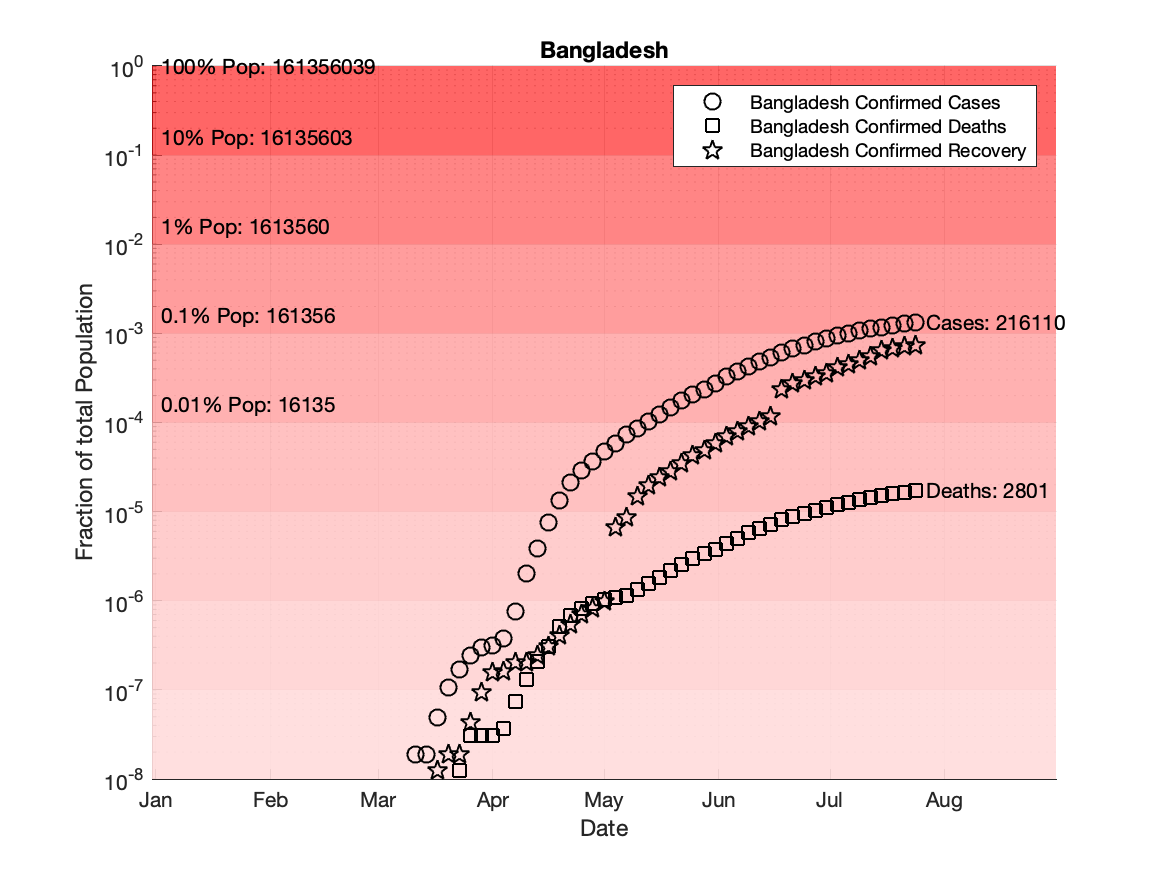 Bangladesh
10^0
10^-1
10^-2
10^-3
10^-4
10^-5
10^-6
10^-7
10^-8
Fraction of total Population
100% Pop: 161356039
10% Pop: 16135603
1% Pop: 1613560
0.1% Pop: 161356
0.01% Pop: 16135
Bangladesh Confirmed Cases
Bangladesh Confirmed Deaths
Bangladesh Confirmed Recovery
Cases: 216110
Deaths: 2801
Jan Feb Mar Apr May Jun Jul Aug
Date